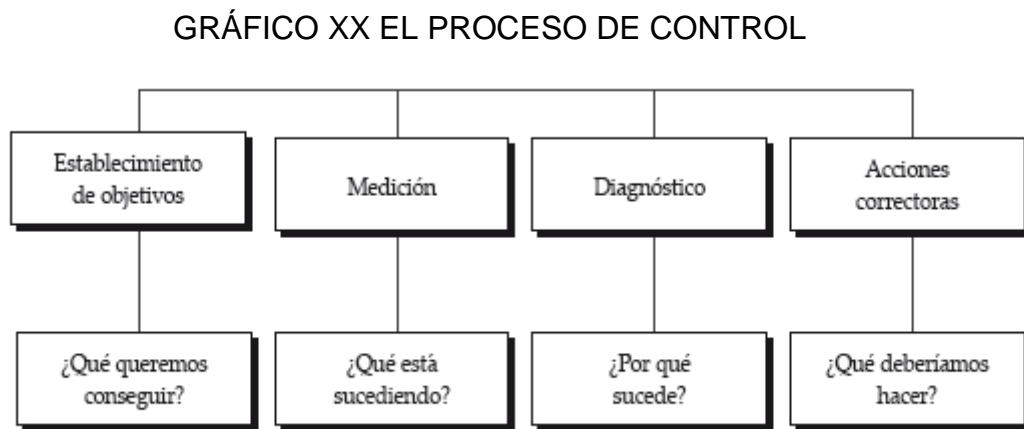 GRÁFICO XX EL PROCESO DE CONTROL
Establecimiento
de objetivos
Medición
Diagnóstico
Acciones
correctoras
¿Qué queremos
conseguir?
¿Qué está
sucediendo?
¿Por qué
sucede?
¿Qué deberíamos
hacer?